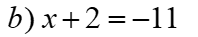 b) x + 2 = −11